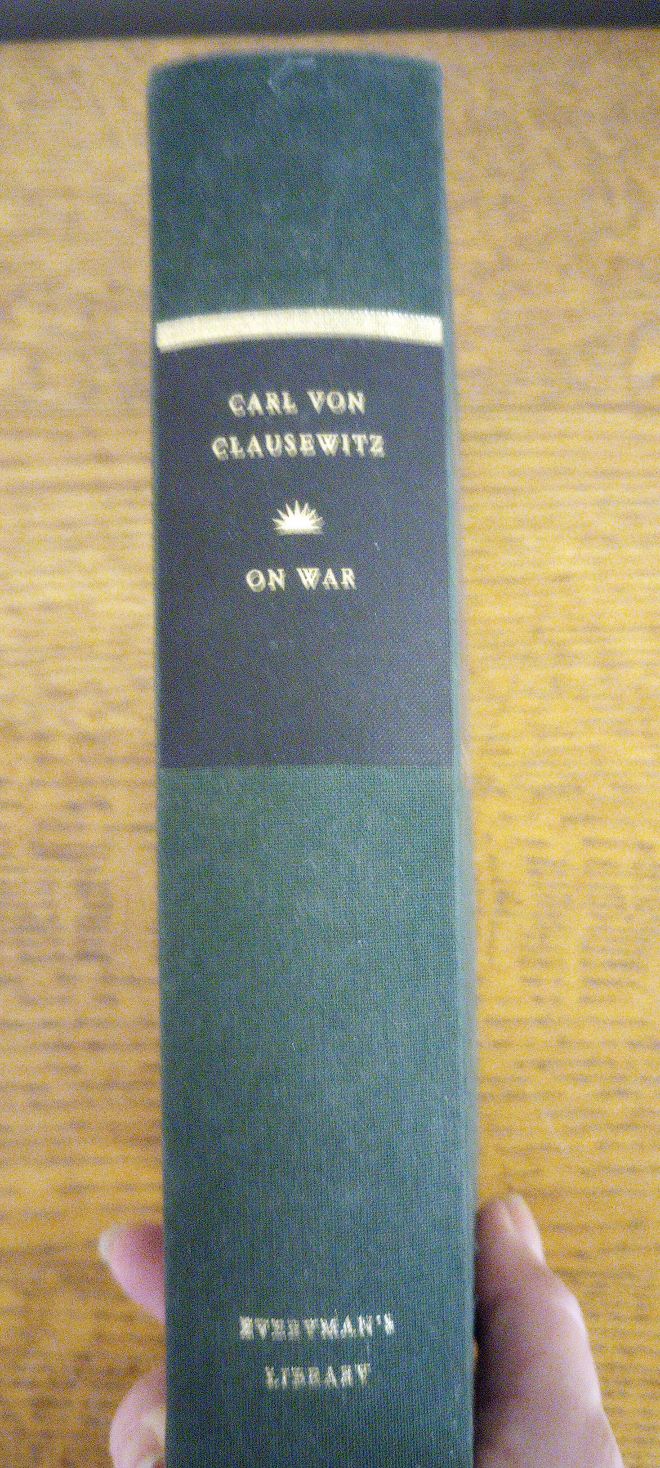 CARL VON
CLAUSEWITZ
ON WAR
EVERYMAN'S
LIBRARY